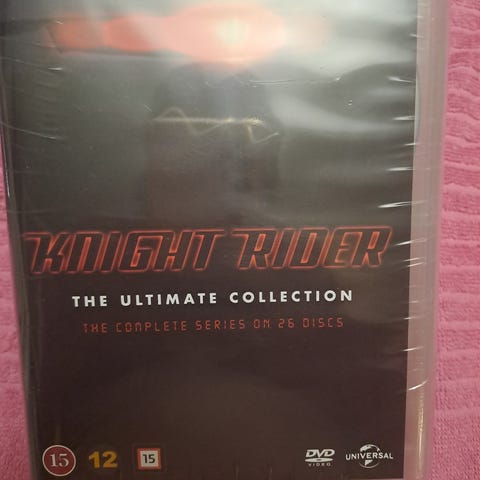 KNIGHT RIDER
THE ULTIMATE COLLECTION
THE COMPLETE SERIES ON 26 DISCS
15 12 15 DVD VIDEO UNIVERSAL